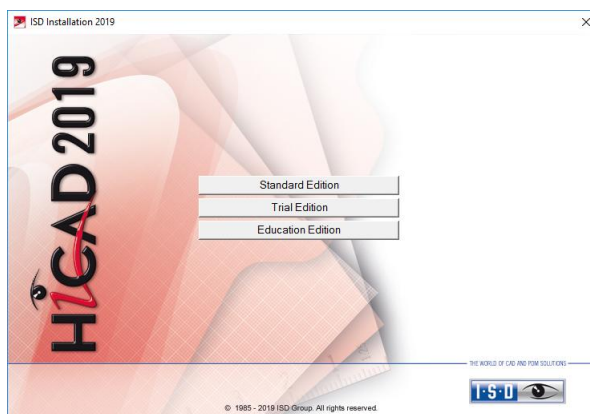 ISD Installation 2019
HiCAD 2019
Standard Edition
Trial Edition
Education Edition
THE WORLD OF CAD AND PDM SOLUTIONS
I·S·D
© 1985 - 2019 ISD Group. All rights reserved.